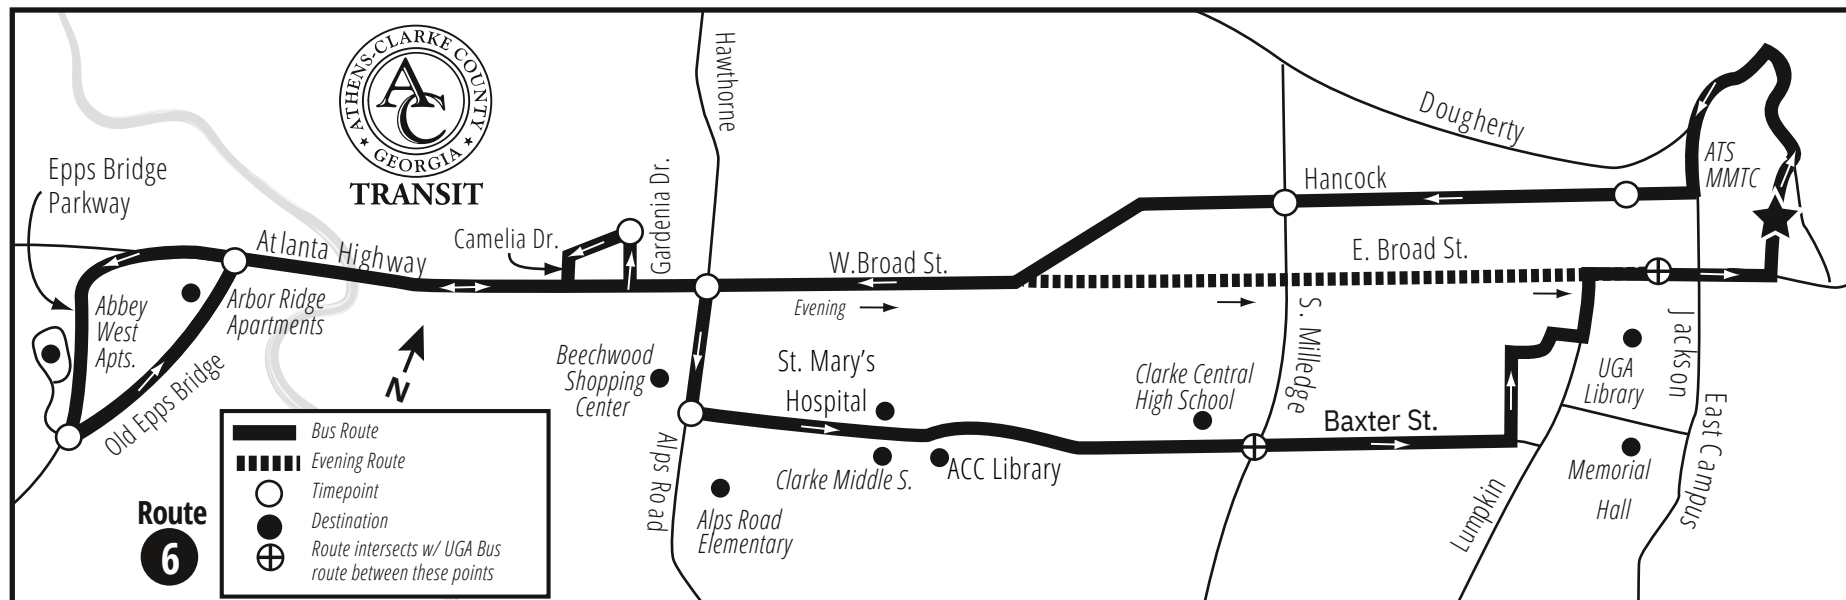 ATHENS-CLARKE COUNTY
AC
GEORGIA
TRANSIT
Hawthorne
Dougherty
ATS
MMTC
Epps Bridge
Parkway
Atlanta Highway
Camelia Dr.
Gardenia Dr.
Hancock
W.Broad St.
E. Broad St.
Evening
Abbey
West
Apts.
Arbor Ridge
Apartments
Old Epps Bridge
N
Beechwood
Shopping
Center
St. Mary's
Hospital
Clarke Central
High School
S. Milledge
Baxter St.
UGA
Library
Jackson
East Campus
Memorial
Hall
Lumpkin
Alps Road
Clarke Middle S.
ACC Library
Alps Road
Elementary
Route
6
Bus Route
Evening Route
Timepoint
Destination
Route intersects w/ UGA Bus
route between these points